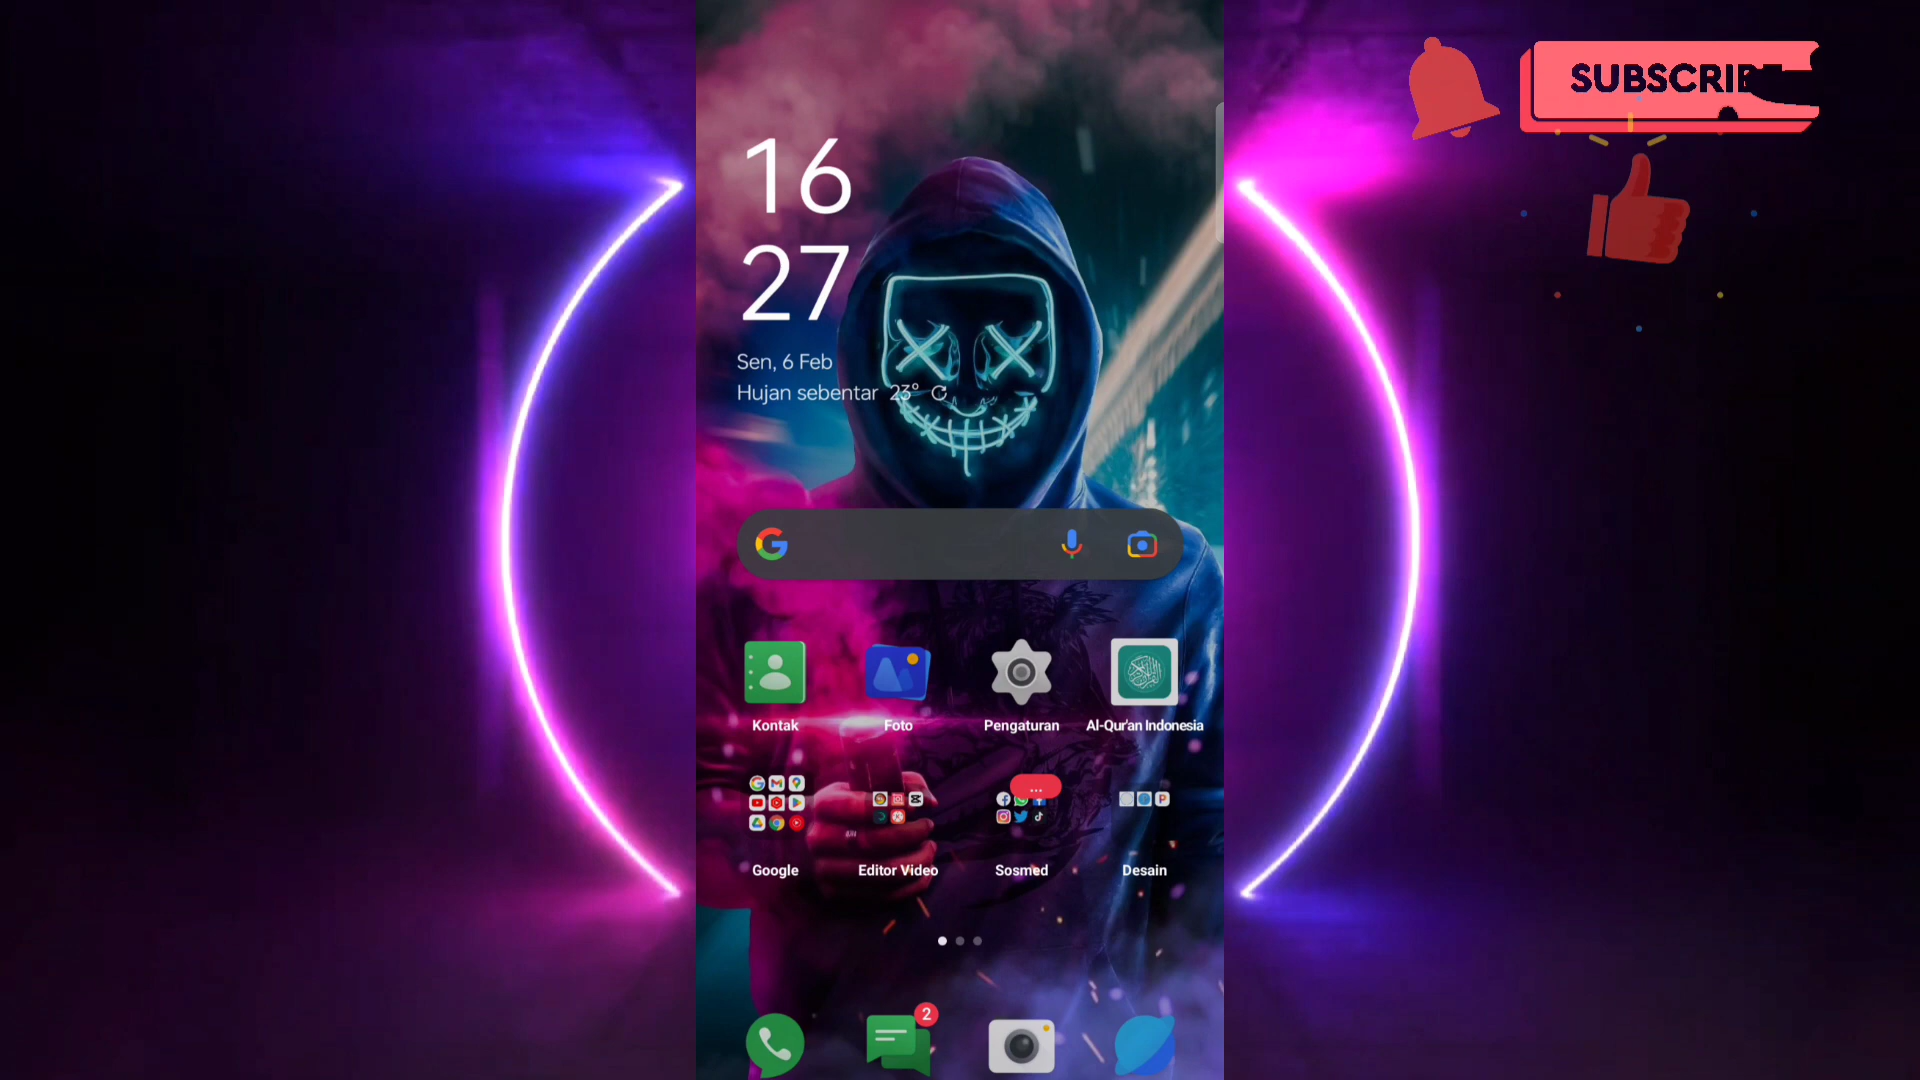 SUBSCRIBE
16
27
Sen, 6 Feb
Hujan sebentar 23°
Kontak
Foto
Pengaturan
Al-Qur'an Indonesia
...
Google
Editor Video
Sosmed
Desain
2